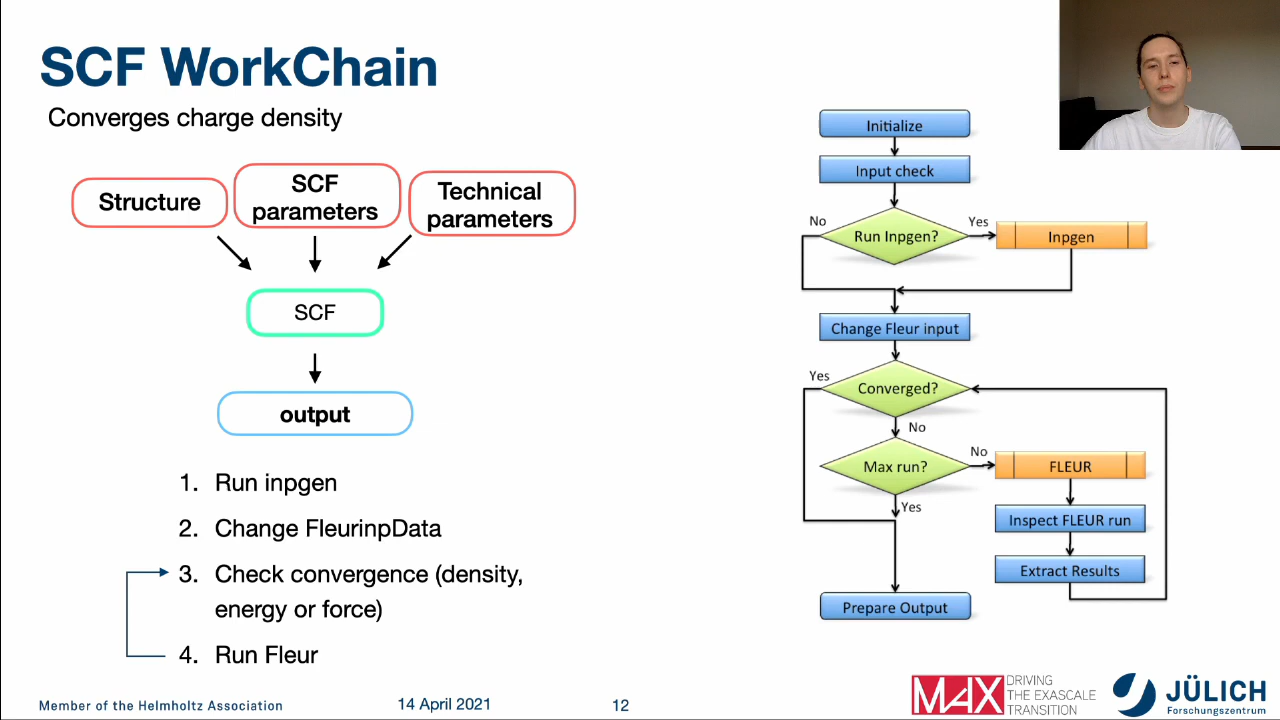 SCF WorkChain
Converges charge density
Structure
SCF
parameters
Technical
parameters
SCF
output
1. Run inpgen
2. Change FleurinpData
3. Check convergence (density,
energy or force)
4. Run Fleur
Initialize
Input check
No
Run Inpgen?
Yes
Inpgen
Change Fleur input
Yes
Converged?
No
Max run?
No
FLEUR
Yes
Inspect FLEUR run
Extract Results
Prepare Output
Member of the Helmholtz Association
14 April 2021
12
MAX
DRIVING
THE EXASCALE
TRANSITION
JÜLICH
Forschungszentrum